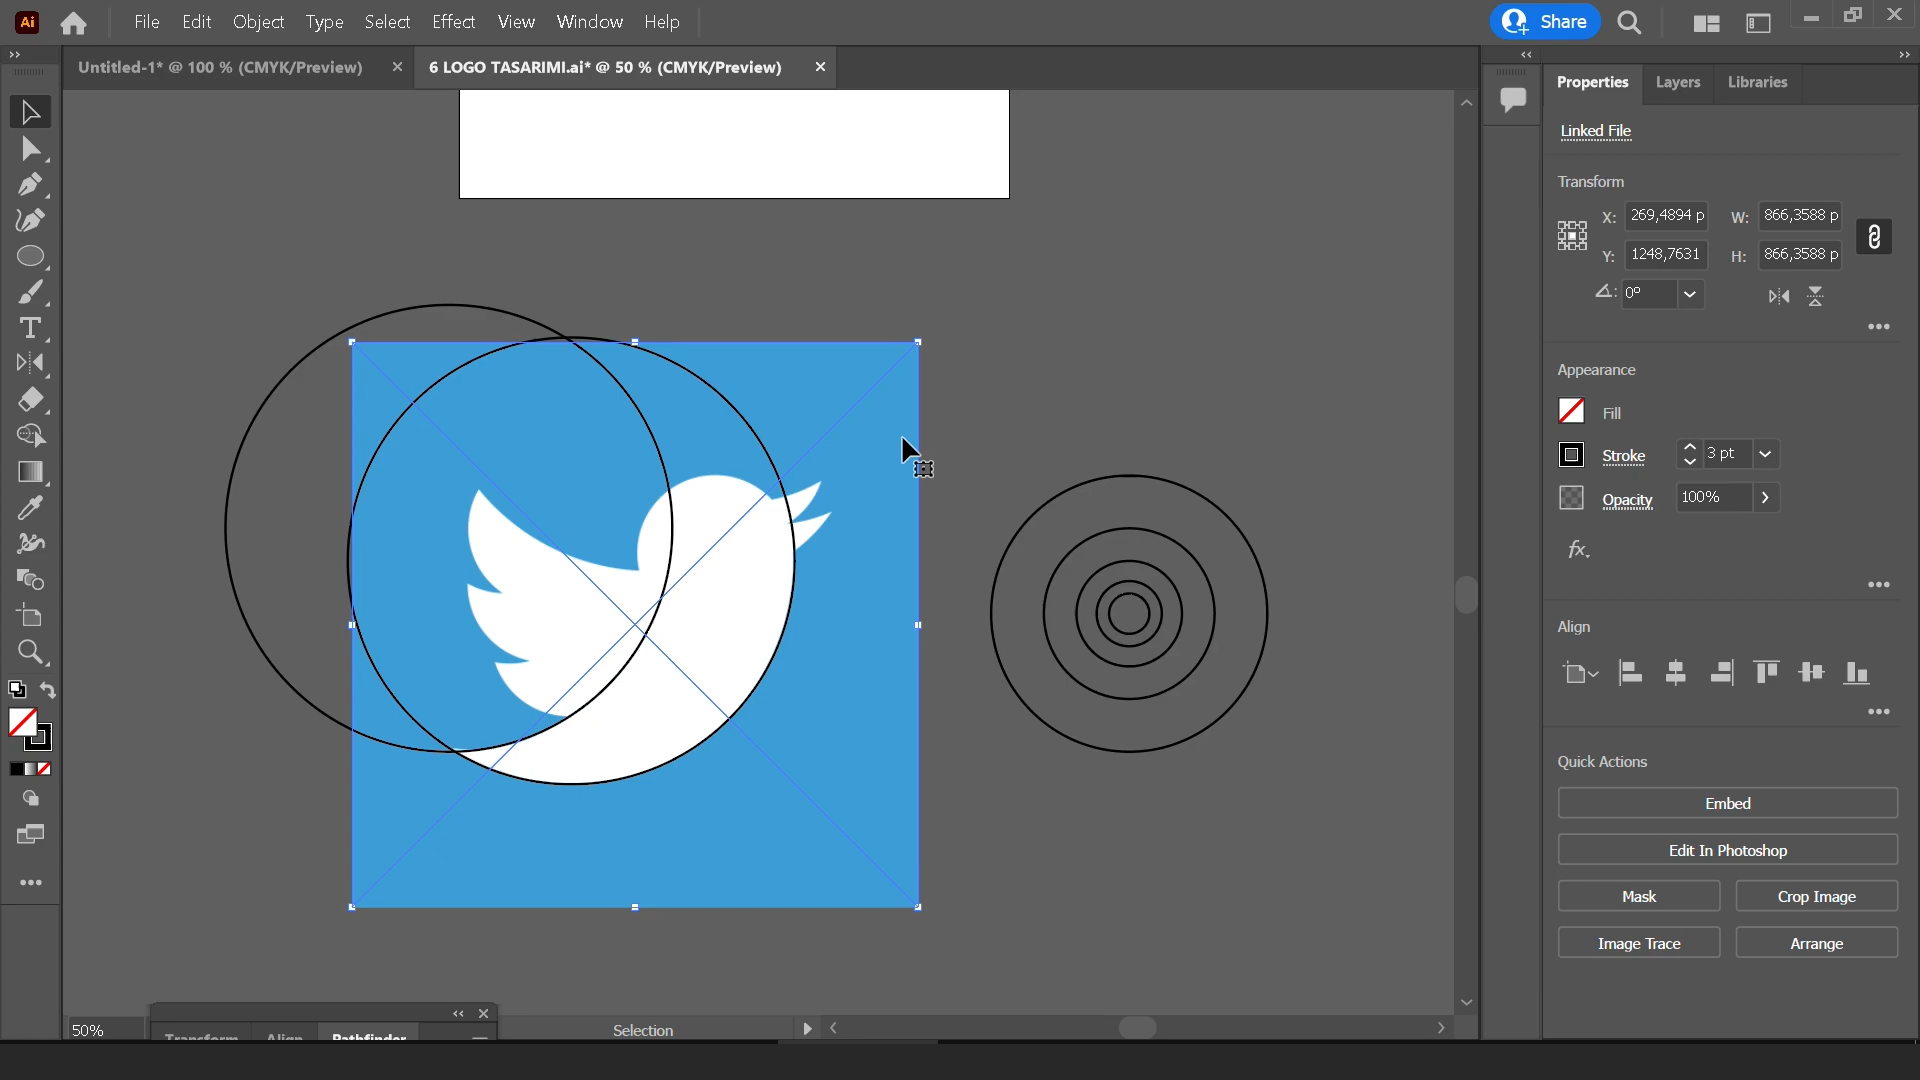 Ai File Edit Object Type Select Effect View Window Help Share
Untitled-1* @ 100 % (CMYK/Preview) 6 LOGO TASARIMI.ai* @ 50 % (CMYK/Preview)
Properties Layers Libraries
Linked File
Transform
X: 269,4894 p W: 866,3588 p
Y: 1248,7631 H: 866,3588 p
0°
Appearance
Fill
Stroke 3 pt
Opacity 100%
fx.
Align
Quick Actions
Embed
Edit In Photoshop
Mask Crop Image
Image Trace Arrange
50% Transform Align Pathfinder Selection